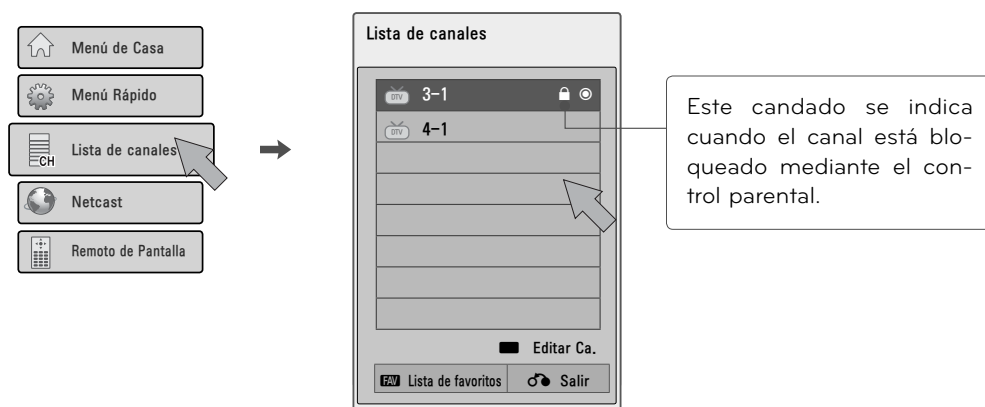 Menú de Casa
Menú Rápido
CH
Lista de canales
Netcast
Remoto de Pantalla
Lista de canales
DTV 3-1
DTV 4-1
Editar Ca.
FAV Lista de favoritos
Salir
Este candado se indica
cuando el canal está blo-
queado mediante el con-
trol parental.